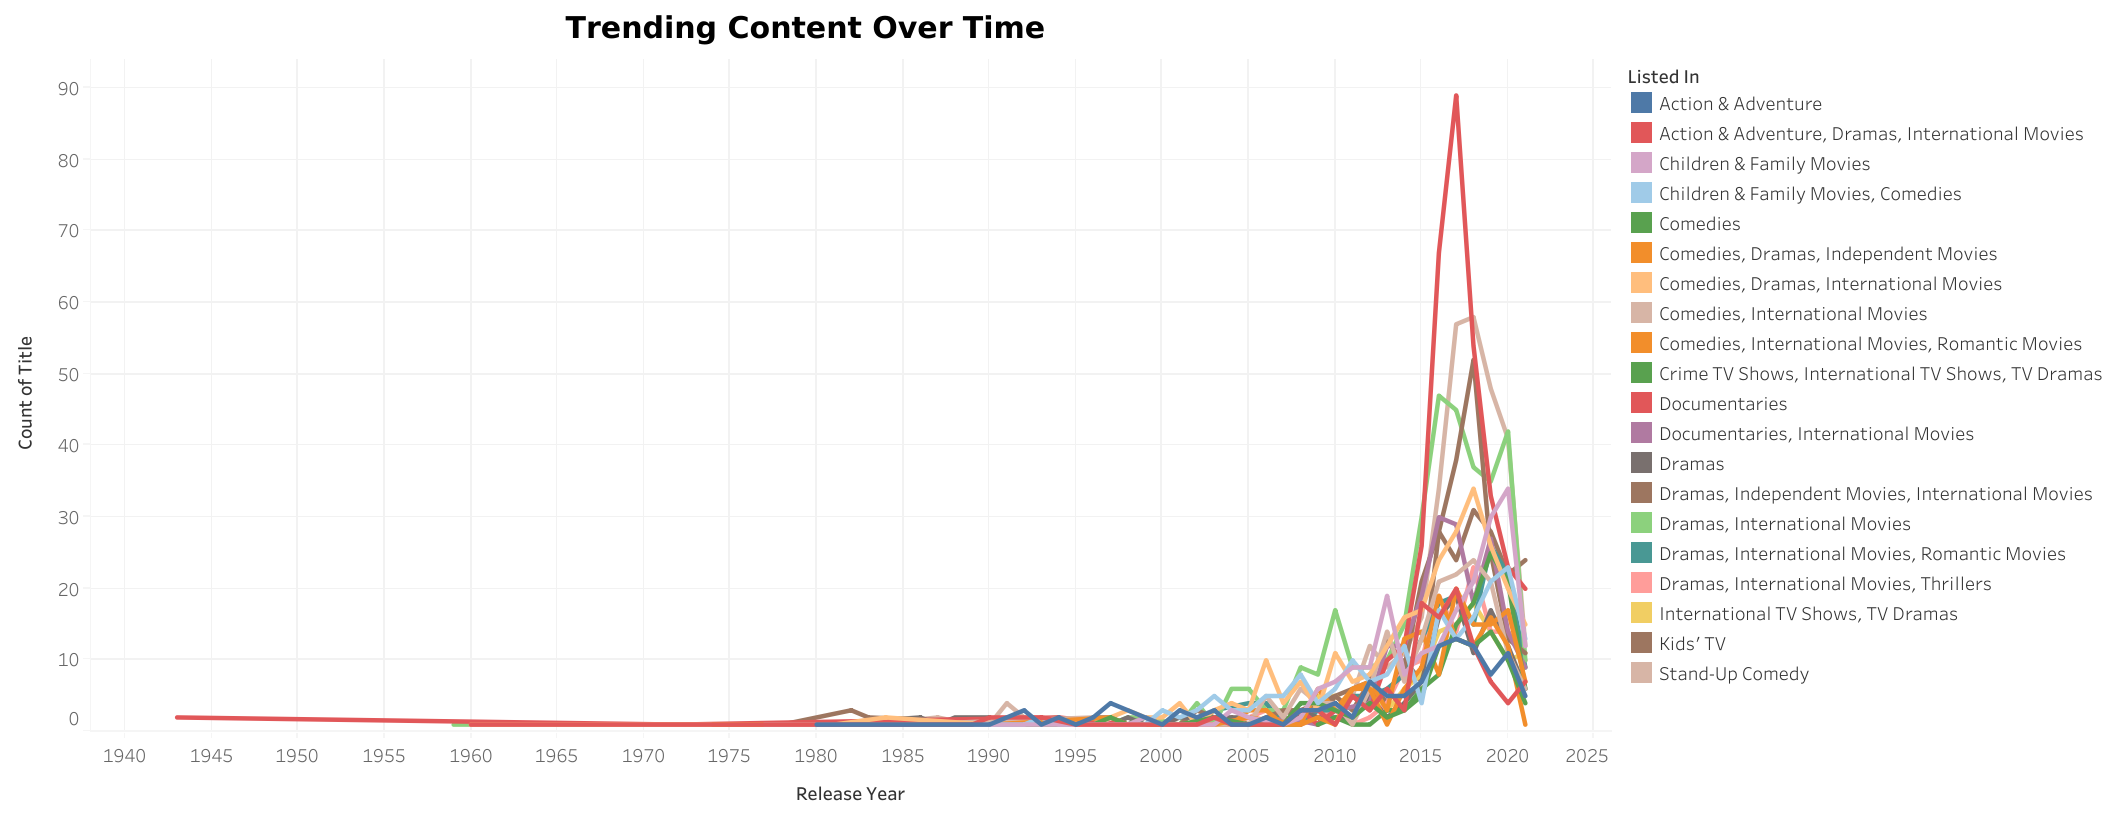 Trending Content Over Time
Count of Title
90
80
70
60
50
40
30
20
10
0
1940 1945 1950 1955 1960 1965 1970 1975 1980 1985 1990 1995 2000 2005 2010 2015 2020 2025
Release Year
Listed In
Action & Adventure
Action & Adventure, Dramas, International Movies
Children & Family Movies
Children & Family Movies, Comedies
Comedies
Comedies, Dramas, Independent Movies
Comedies, Dramas, International Movies
Comedies, International Movies
Comedies, International Movies, Romantic Movies
Crime TV Shows, International TV Shows, TV Dramas
Documentaries
Documentaries, International Movies
Dramas
Dramas, Independent Movies, International Movies
Dramas, International Movies
Dramas, International Movies, Romantic Movies
Dramas, International Movies, Thrillers
International TV Shows, TV Dramas
Kids’ TV
Stand-Up Comedy